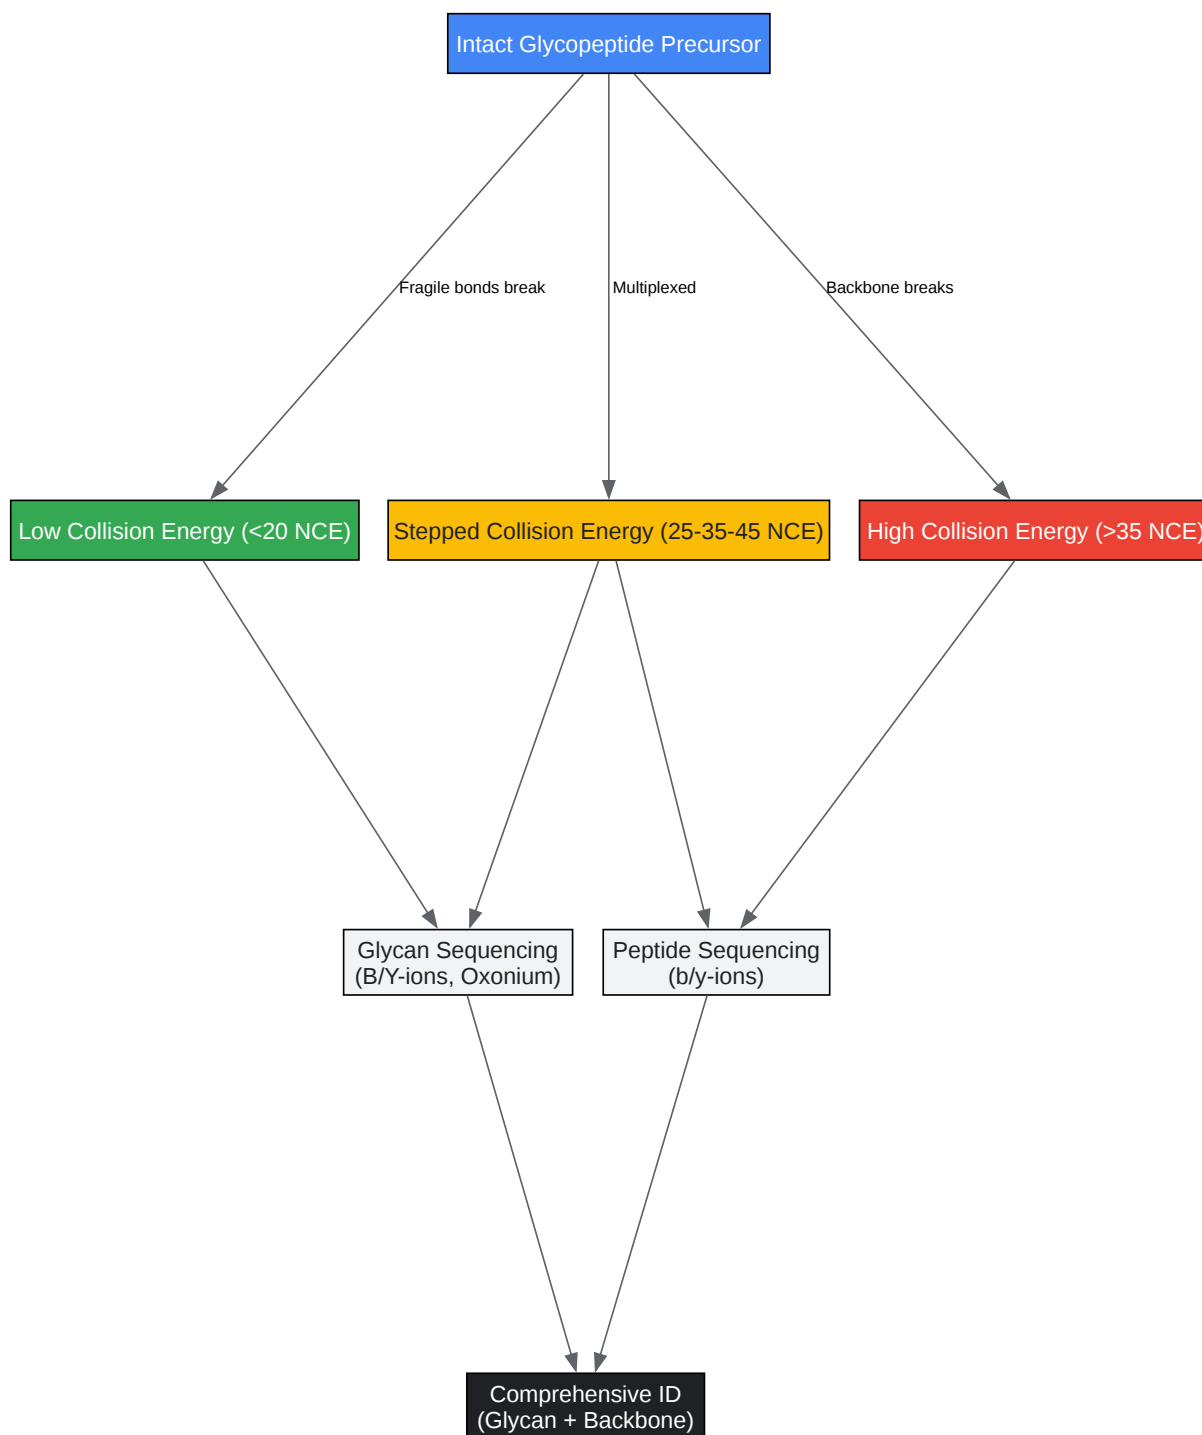 Intact Glycopeptide Precursor
Fragile bonds break
Multiplexed
Backbone breaks
Low Collision Energy (<20 NCE)
Stepped Collision Energy (25-35-45 NCE)
High Collision Energy (>35 NCE)
Glycan Sequencing
(B/Y-ions, Oxonium)
Peptide Sequencing
(b/y-ions)
Comprehensive ID
(Glycan + Backbone)